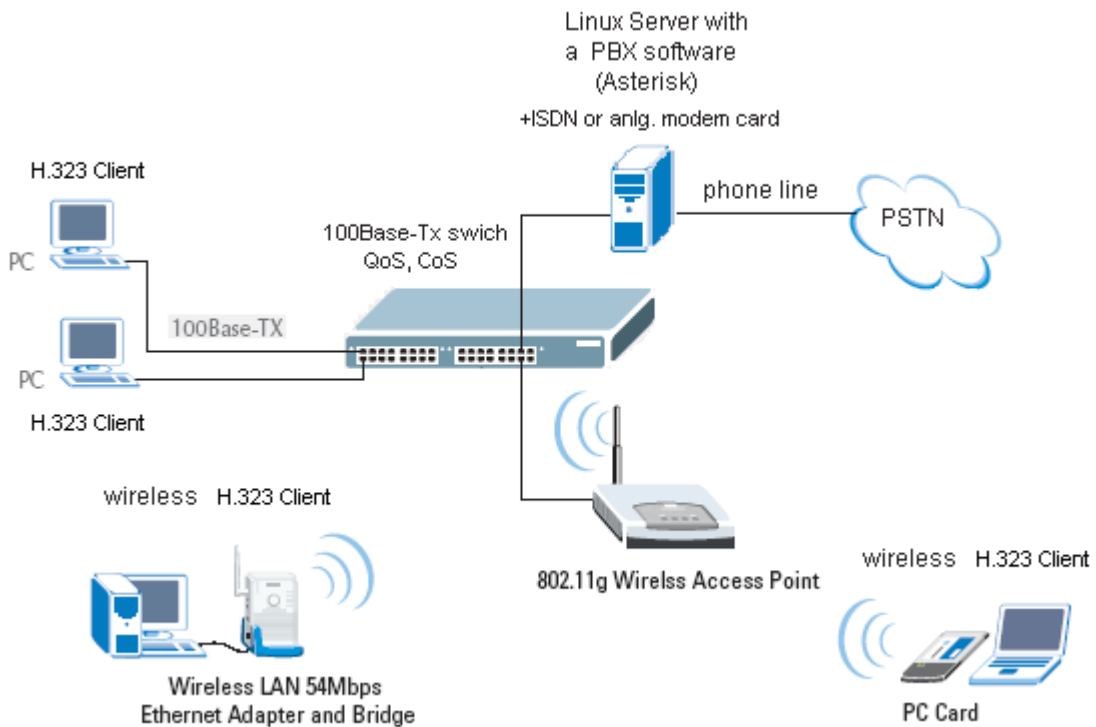 Linux Server with
a PBX software
(Asterisk)
+ISDN or anlg. modem card
H.323 Client
phone line
PSTN
100Base-Tx swich
QoS, CoS
PC
100Base-TX
PC
H.323 Client
wireless H.323 Client
802.11g Wirelss Access Point
wireless H.323 Client
Wireless LAN 54Mbps
Ethernet Adapter and Bridge
PC Card